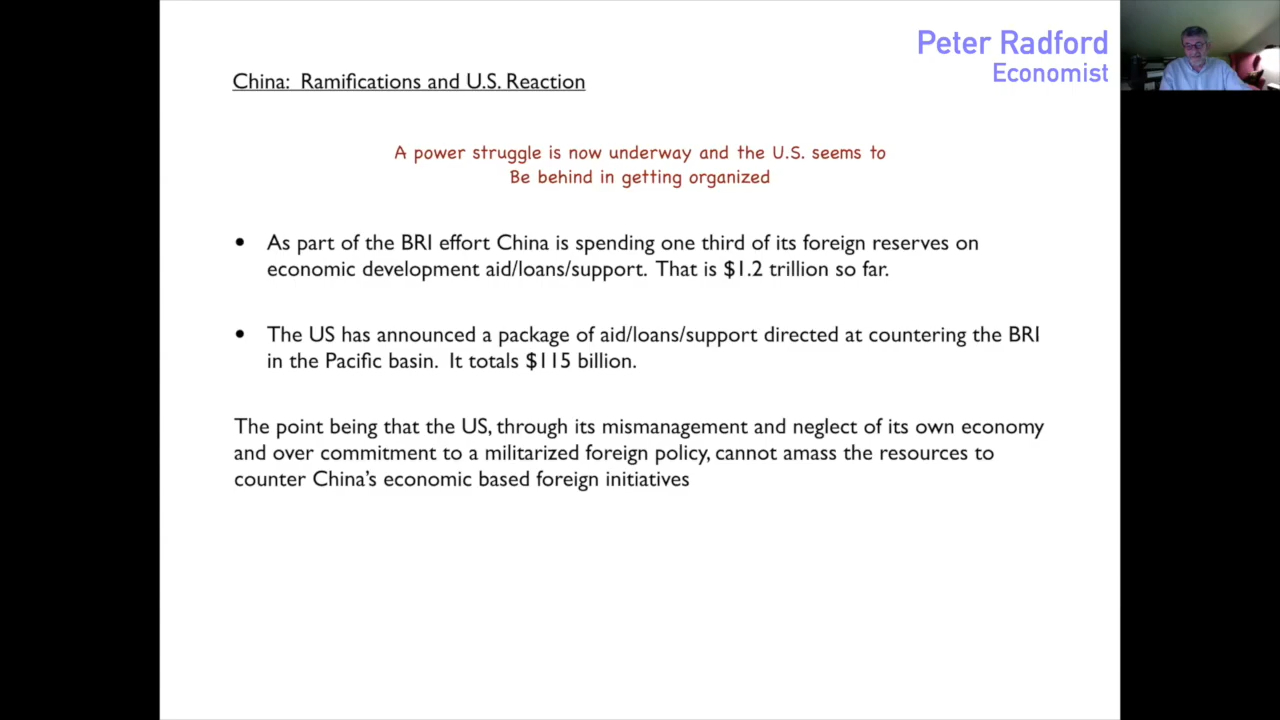 Peter Radford
Economist
China: Ramifications and U.S. Reaction
A power struggle is now underway and the U.S. seems to
Be behind in getting organized
• As part of the BRI effort China is spending one third of its foreign reserves on
economic development aid/loans/support. That is $1.2 trillion so far.
• The US has announced a package of aid/loans/support directed at countering the BRI
in the Pacific basin. It totals $115 billion.
The point being that the US, through its mismanagement and neglect of its own economy
and over commitment to a militarized foreign policy, cannot amass the resources to
counter China’s economic based foreign initiatives